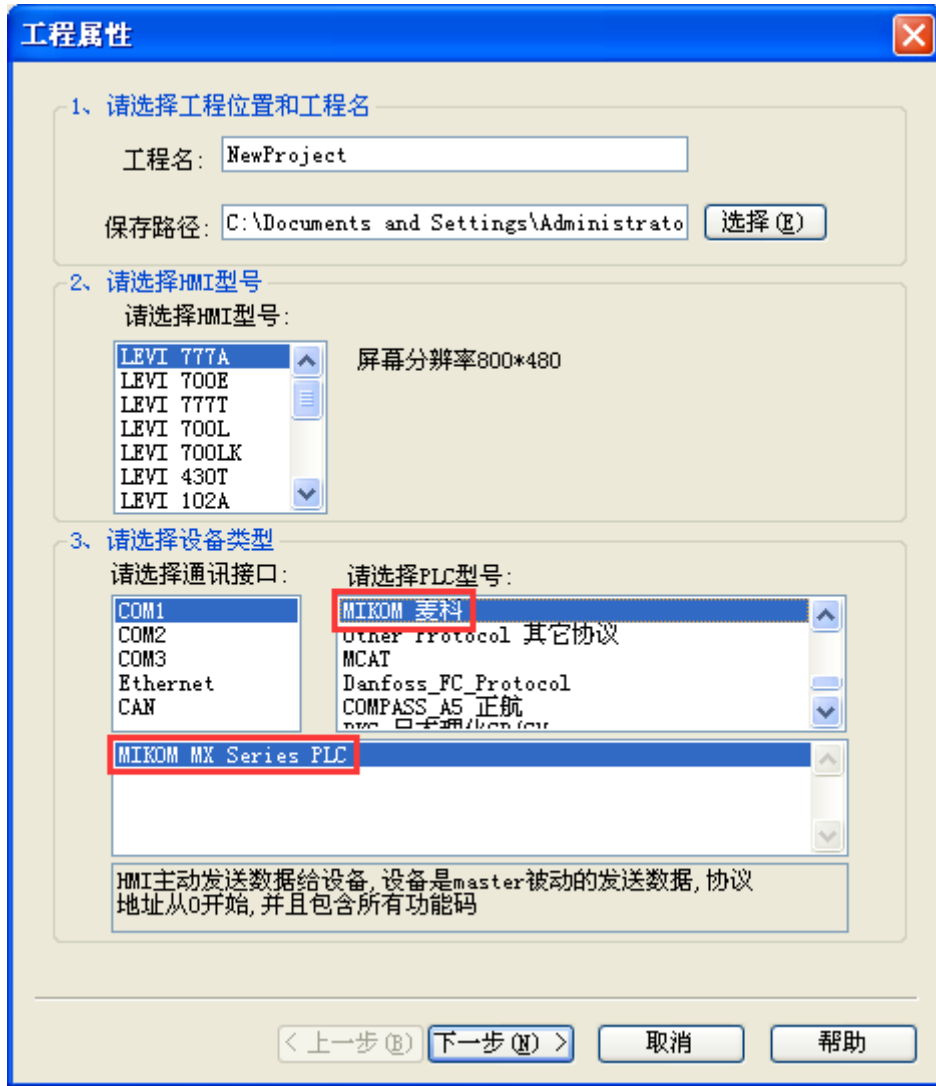 工程属性
1、请选择工程位置和工程名
工程名: NewProject
保存路径: C:\Documents and Settings\Administrato 选择(E)
2、请选择HMI型号
请选择HMI型号:
LEVI 777A
屏幕分辨率800*480
LEVI 700E
LEVI 777T
LEVI 700L
LEVI 700LK
LEVI 430T
LEVI 102A
3、请选择设备类型
请选择通讯接口:
请选择PLC型号:
COM1
COM2
COM3
Ethernet
CAN
MIKOM 麦科
Other Protocol 其它协议
MCAT
Danfoss_FC_Protocol
COMPASS_A5 正航
MIKOM MX Series PLC
HMI主动发送数据给设备,设备是master被动的发送数据,协议
地址从0开始,并且包含所有功能码
< 上一步(B) 下一步(N) > 取消 帮助